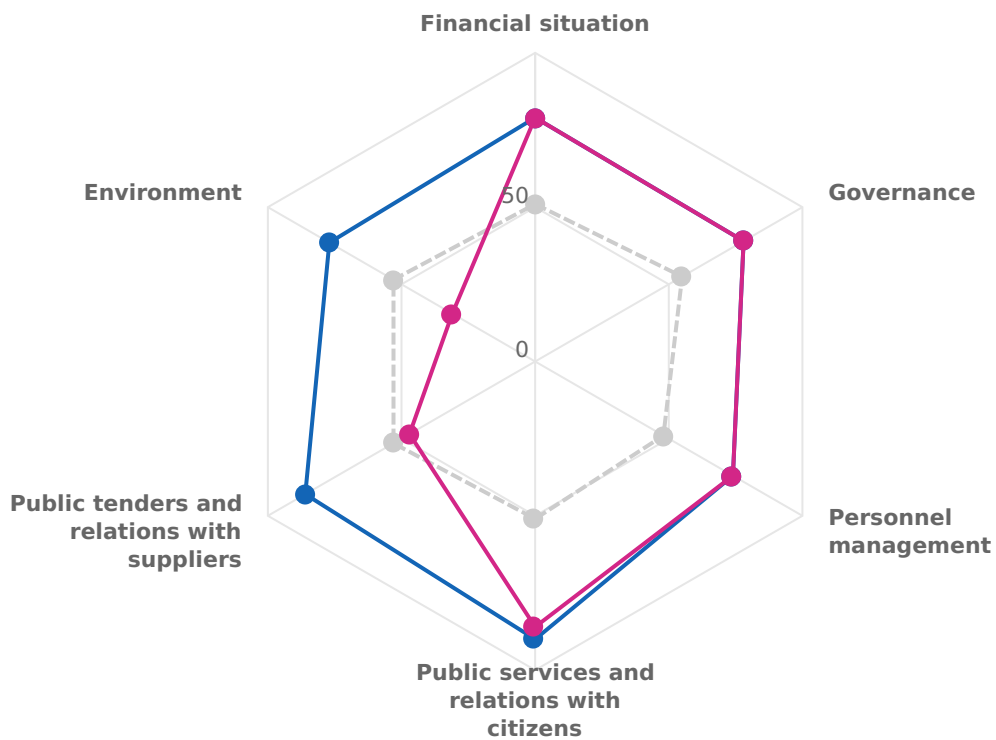 Financial situation
Environment
50
Governance
0
Public tenders and
relations with
suppliers
Personnel
management
Public services and
relations with
citizens